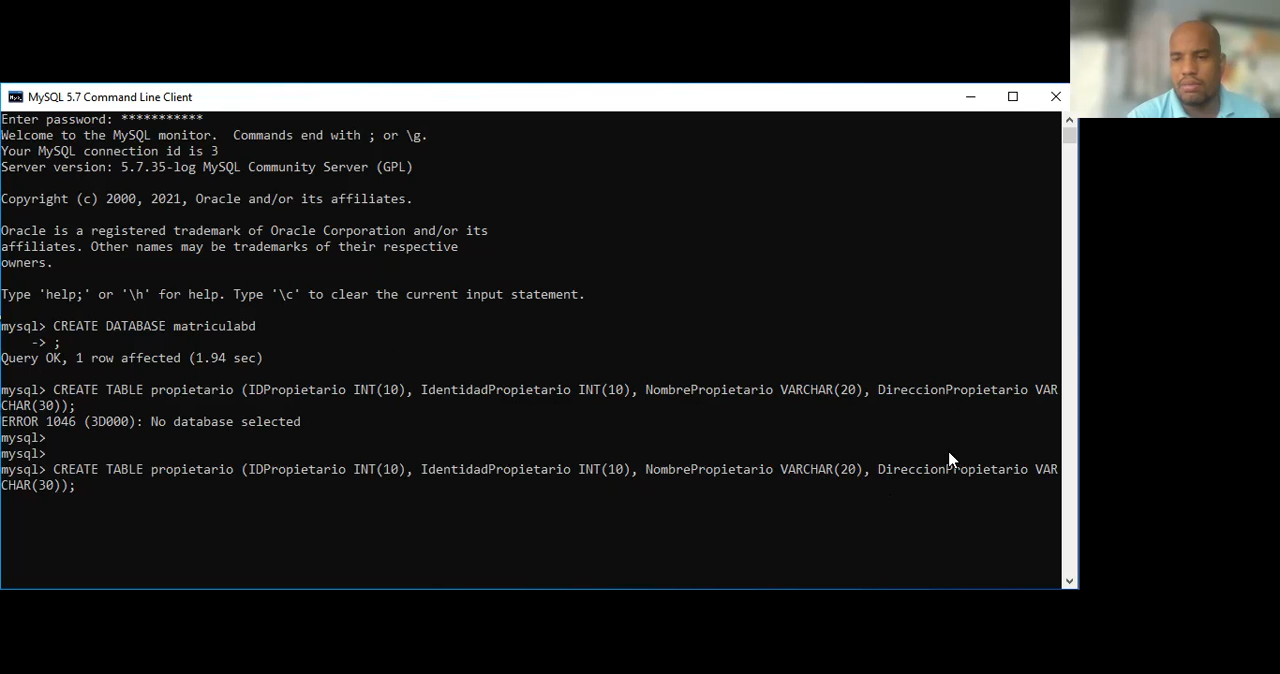 MySQL 5.7 Command Line Client
Enter password: ***********
Welcome to the MySQL monitor.  Commands end with ; or \g.
Your MySQL connection id is 3
Server version: 5.7.35-log MySQL Community Server (GPL)
Copyright (c) 2000, 2021, Oracle and/or its affiliates.
Oracle is a registered trademark of Oracle Corporation and/or its
affiliates. Other names may be trademarks of their respective
owners.
Type 'help;' or '\h' for help. Type '\c' to clear the current input statement.
mysql> CREATE DATABASE matriculabd
    -> ;
Query OK, 1 row affected (1.94 sec)
mysql> CREATE TABLE propietario (IDPropietario INT(10), IdentidadPropietario INT(10), NombrePropietario VARCHAR(20), DireccionPropietario VAR
CHAR(30));
ERROR 1046 (3D000): No database selected
mysql>
mysql>
mysql> CREATE TABLE propietario (IDPropietario INT(10), IdentidadPropietario INT(10), NombrePropietario VARCHAR(20), DireccionPropietario VAR
CHAR(30));